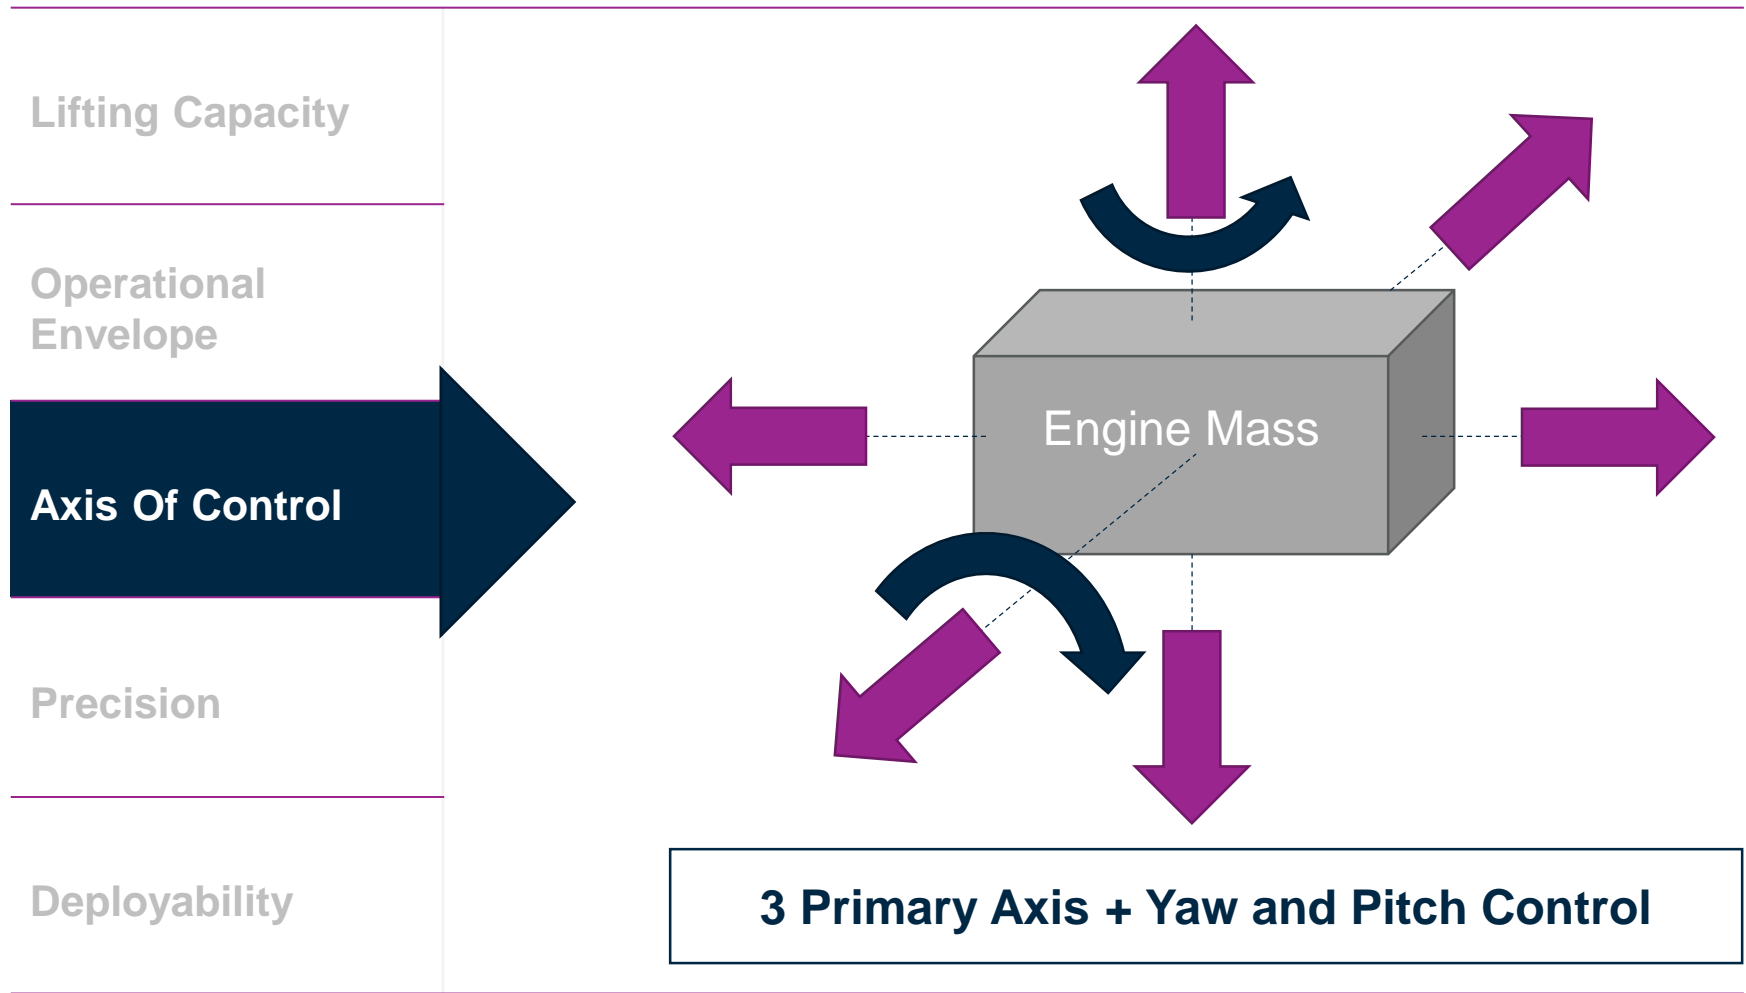 Lifting Capacity
Operational
Envelope
Axis Of Control
Precision
Deployability
Engine Mass
3 Primary Axis + Yaw and Pitch Control